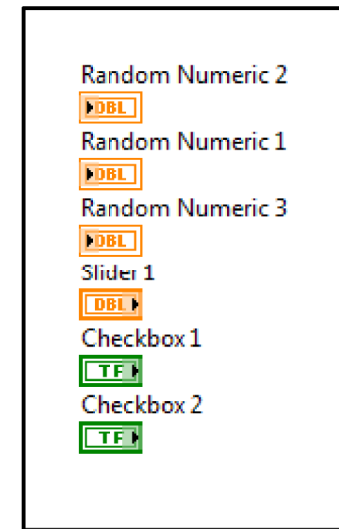 Random Numeric 2
DBL
Random Numeric 1
DBL
Random Numeric 3
DBL
Slider 1
DBL
Checkbox 1
TF
Checkbox 2
TF